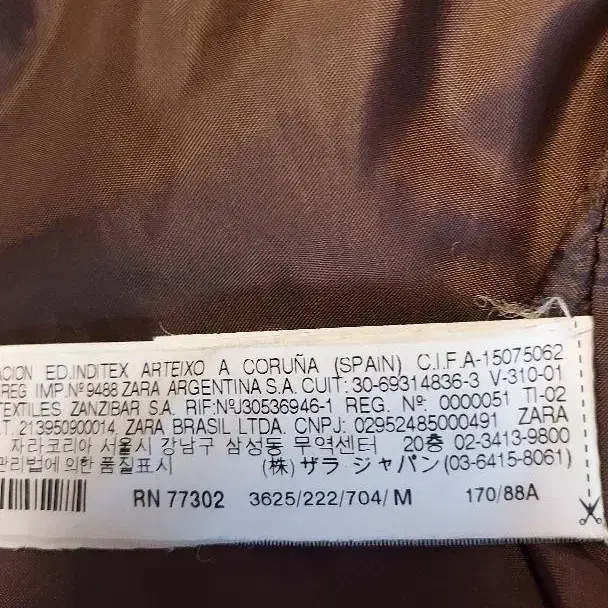 ACION ED.INDITEX ARTEIXO A CORUÑA (SPAIN) C.I.F.A-15075062
REG IMP.Nº9488 ZARA ARGENTINA S.A. CUIT: 30-69314836-3 V-310-01
TEXTILES ZANZIBAR S.A. RIF:NºJ30536946-1 REG. Nº 0000051 TI-02
.T. 213950900014 ZARA BRASIL LTDA. CNPJ: 02952485000491 ZARA
자라코리아 서울시 강남구 삼성동 무역센터 20층 02-3413-9800
관리법에 의한 품질표시 (株) ザラ ジャパン (03-6415-8061)
RN 77302 3625/222/704/M 170/88A